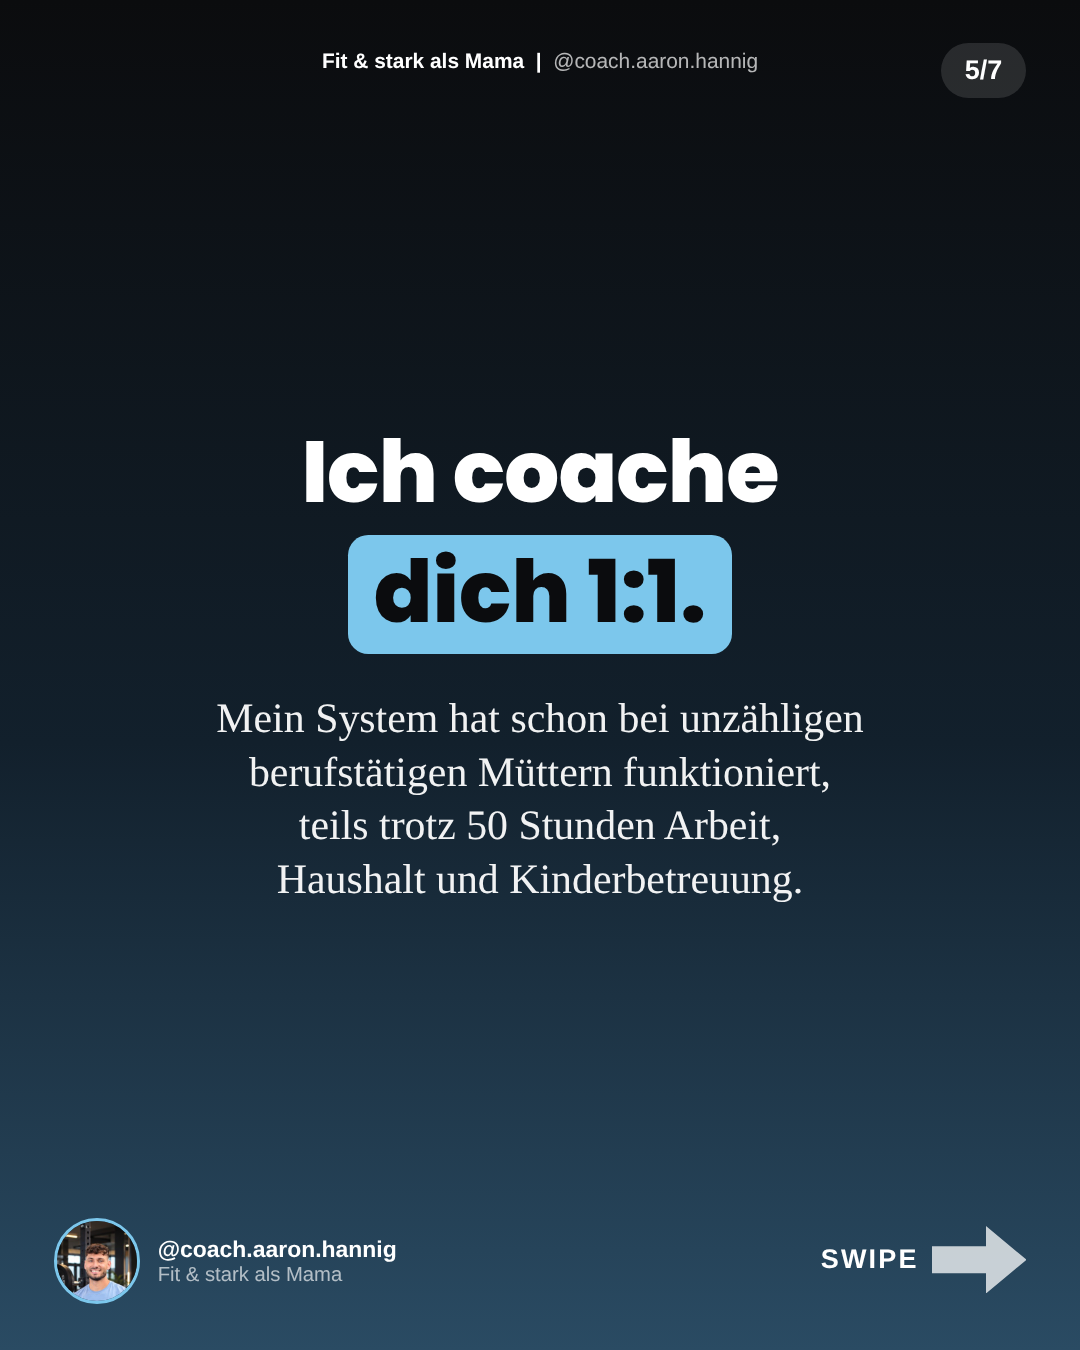 Fit & stark als Mama | @coach.aaron.hannig
5/7
Ich coache
dich 1:1.
Mein System hat schon bei unzähligen
berufstätigen Müttern funktioniert,
teils trotz 50 Stunden Arbeit,
Haushalt und Kinderbetreuung.
@coach.aaron.hannig
Fit & stark als Mama
SWIPE